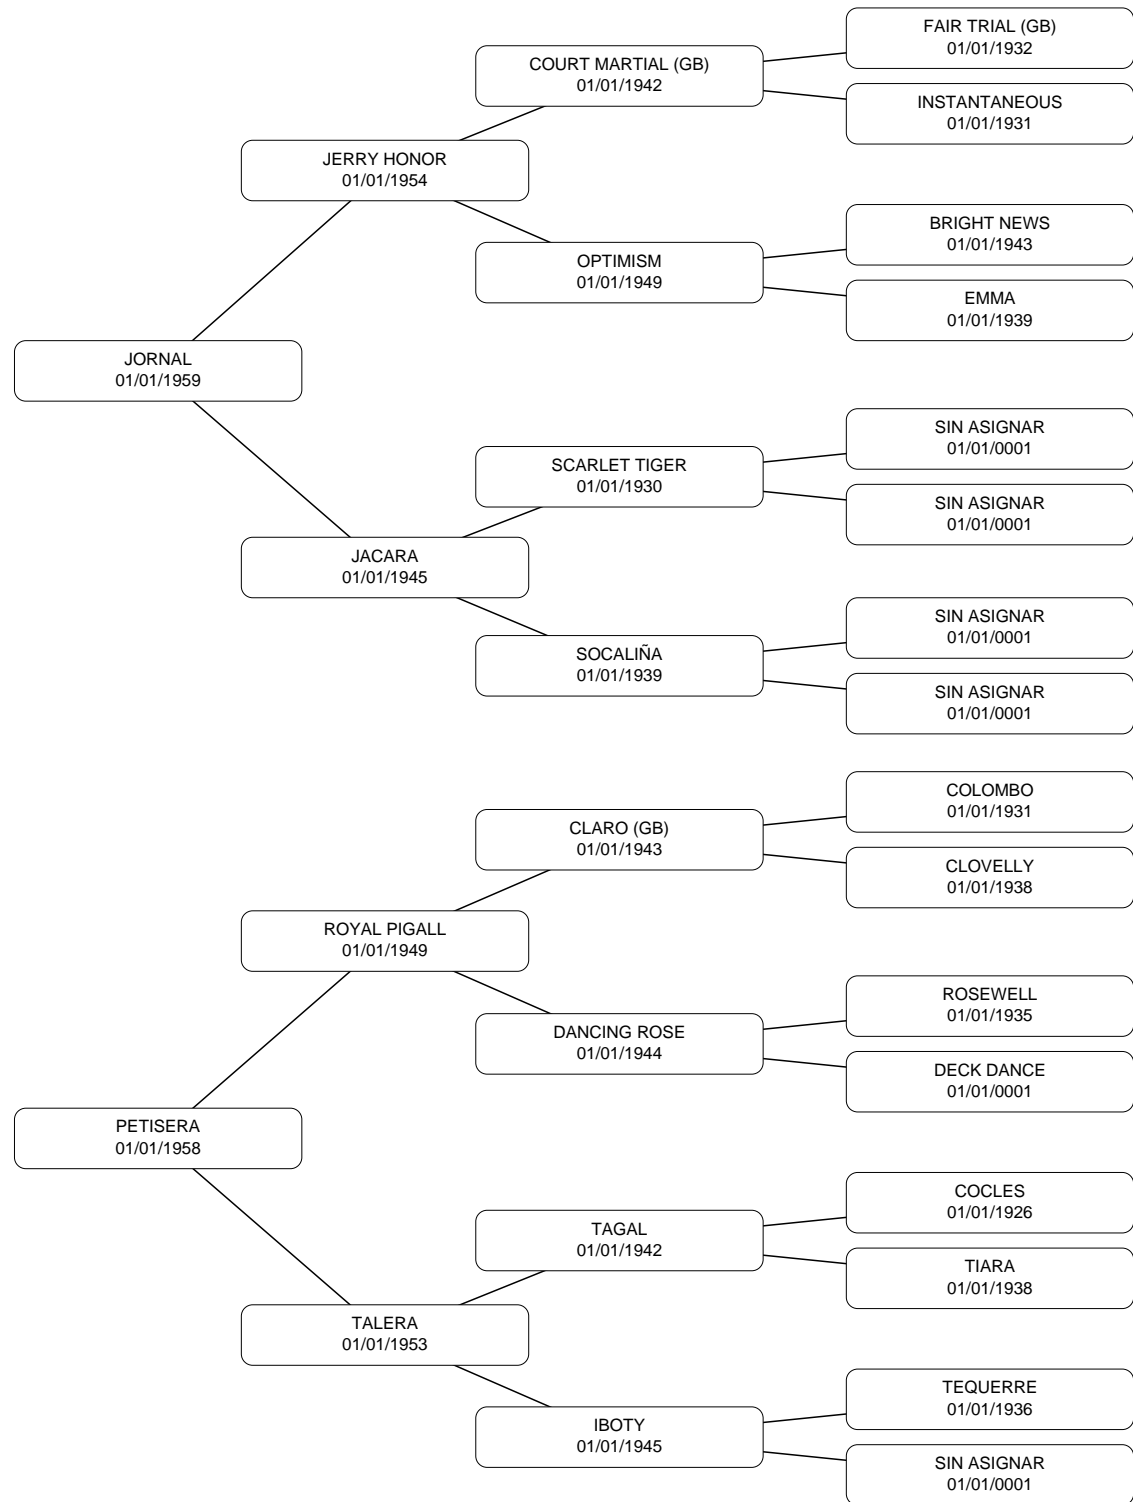 FAIR TRIAL (GB)
01/01/1932
COURT MARTIAL (GB)
01/01/1942
INSTANTANEOUS
01/01/1931
JERRY HONOR
01/01/1954
BRIGHT NEWS
01/01/1943
OPTIMISM
01/01/1949
EMMA
01/01/1939
JORNAL
01/01/1959
SIN ASIGNAR
01/01/0001
SCARLET TIGER
01/01/1930
SIN ASIGNAR
01/01/0001
JACARA
01/01/1945
SIN ASIGNAR
01/01/0001
SOCALIÑA
01/01/1939
SIN ASIGNAR
01/01/0001
COLOMBO
01/01/1931
CLARO (GB)
01/01/1943
CLOVELLY
01/01/1938
ROYAL PIGALL
01/01/1949
ROSEWELL
01/01/1935
DANCING ROSE
01/01/1944
DECK DANCE
01/01/0001
PETISERA
01/01/1958
COCLES
01/01/1926
TAGAL
01/01/1942
TIARA
01/01/1938
TALERA
01/01/1953
TEQUERRE
01/01/1936
IBOTY
01/01/1945
SIN ASIGNAR
01/01/0001